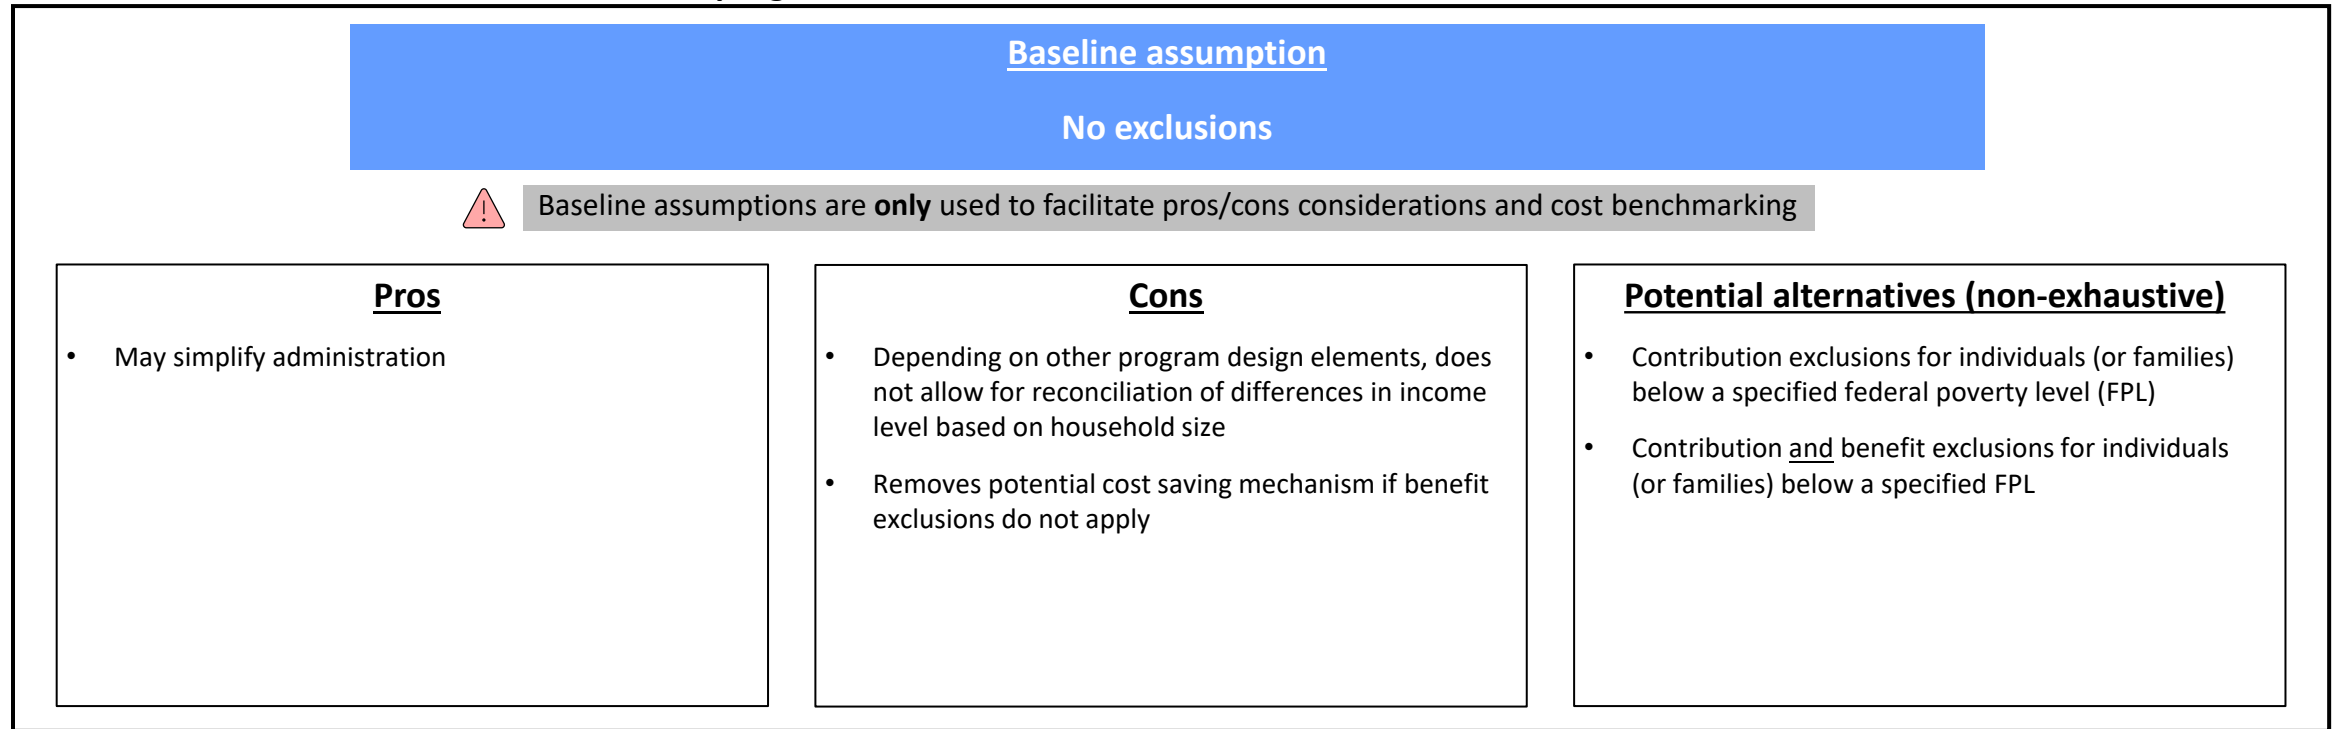 Baseline assumption
No exclusions
Baseline assumptions are only used to facilitate pros/cons considerations and cost benchmarking
Pros
• May simplify administration
Cons
• Depending on other program design elements, does
not allow for reconciliation of differences in income
level based on household size
• Removes potential cost saving mechanism if benefit
exclusions do not apply
Potential alternatives (non-exhaustive)
• Contribution exclusions for individuals (or families)
below a specified federal poverty level (FPL)
• Contribution and benefit exclusions for individuals
(or families) below a specified FPL